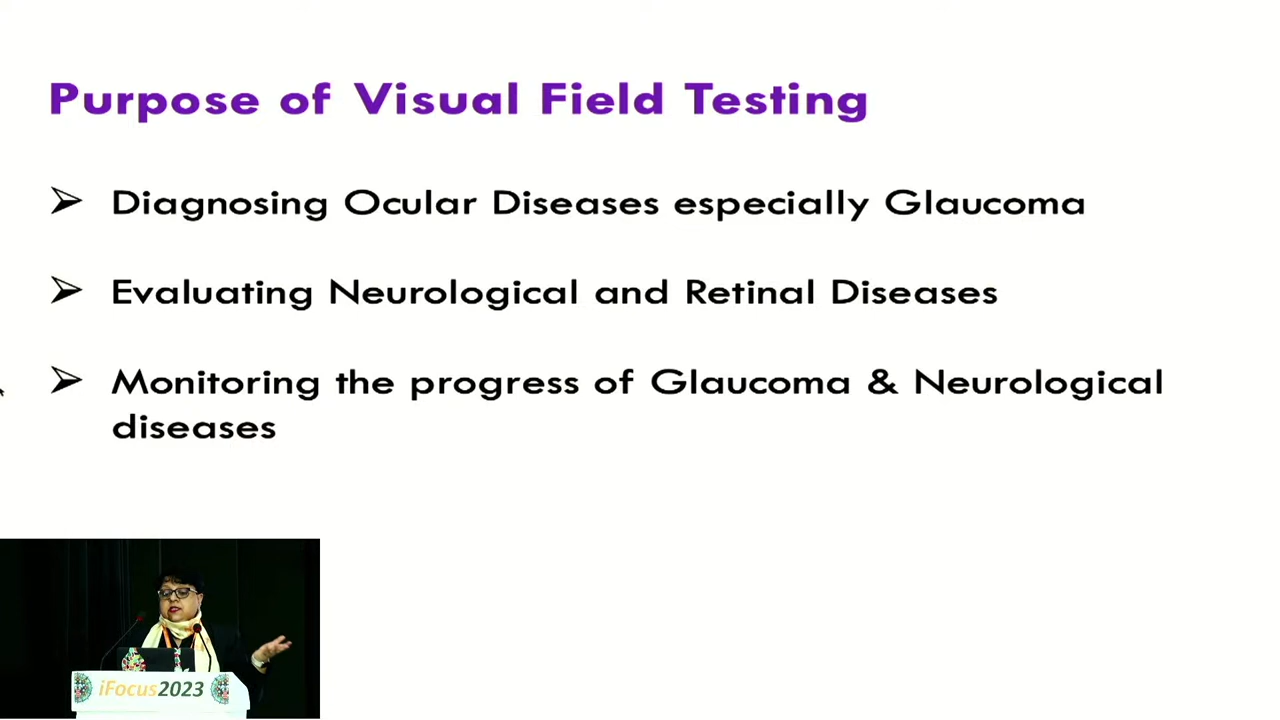 Purpose of Visual Field Testing
➢ Diagnosing Ocular Diseases especially Glaucoma
➢ Evaluating Neurological and Retinal Diseases
➢ Monitoring the progress of Glaucoma & Neurological
diseases
iFocus2023